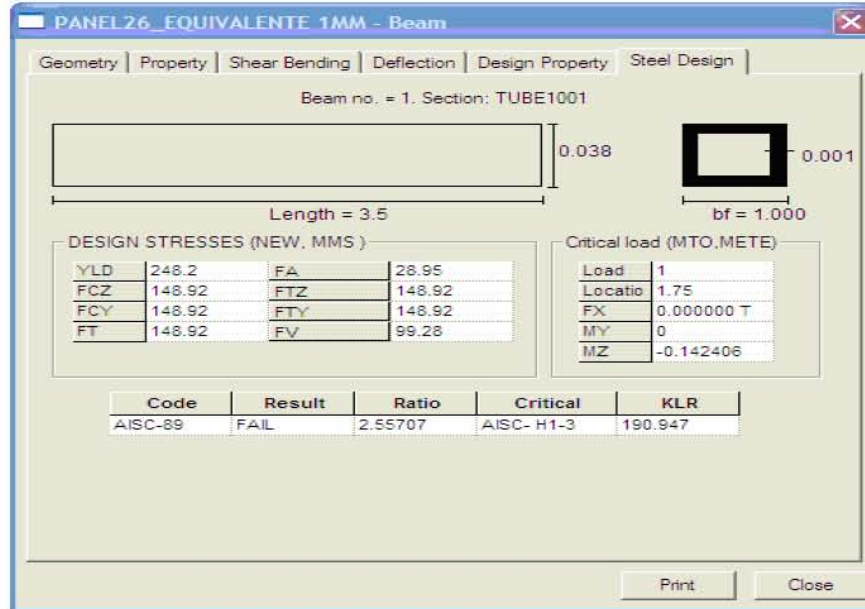 PANEL26_EQUIVALENTE 1MM - Beam
Geometry Property Shear Bending Deflection Design Property Steel Design
Beam no. = 1. Section: TUBE1001
0.038
0.001
Length = 3.5
bf = 1.000
DESIGN STRESSES (NEW, MMS )
Critical load (MTO,METE)
YLD 248.2 FA 28.95
FCZ 148.92 FTZ 148.92
FCY 148.92 FTY 148.92
FT 148.92 FV 99.28
Load 1
Locatio 1.75
FX 0.000000 T
MY 0
MZ -0.142406
Code Result Ratio Critical KLR
AISC-89 FAIL 2.55707 AISC- H1-3 190.947
Print Close